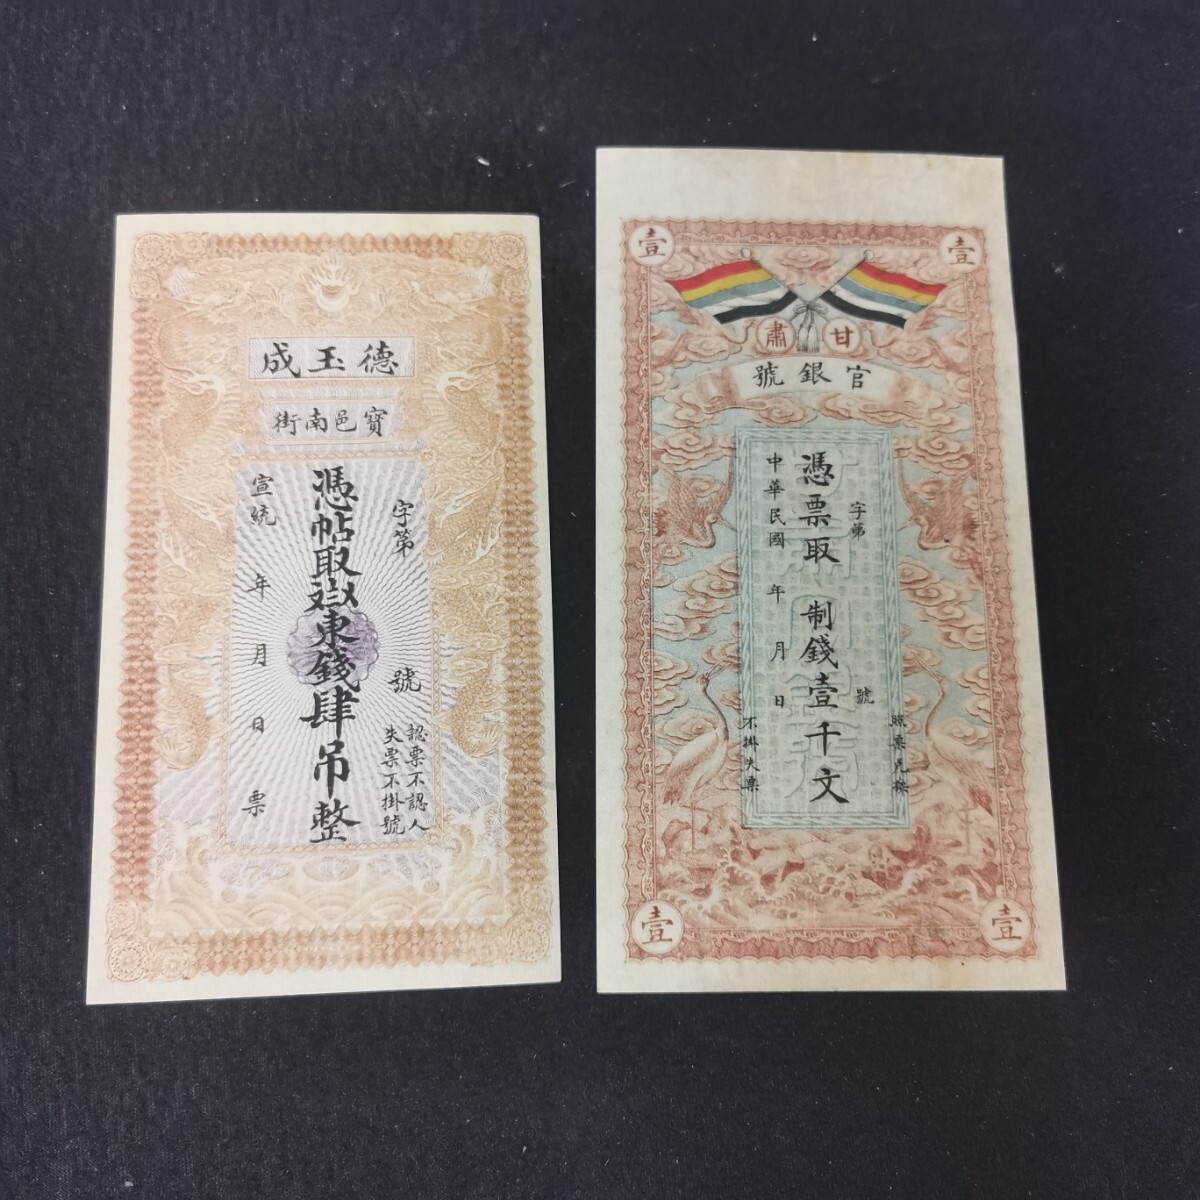 德玉成
寶邑南街
字第　號
認票不認人
失票不掛號
憑帖取
東錢肆吊整
宣統　年　月　日　票
壹
壹
甘肅
官銀號
字第　號
憑票取　制錢壹千文
中華民國　年　月　日
不掛失票
壹
壹